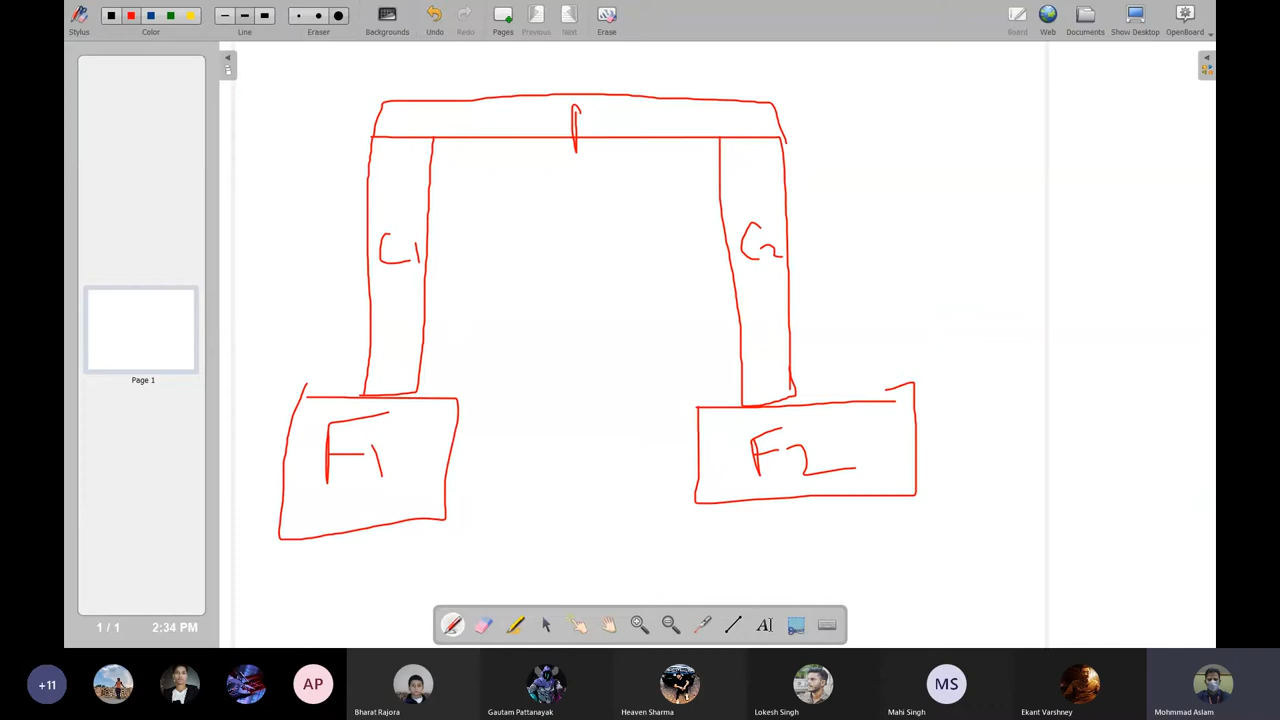 Stylus
Color
Line
Eraser
Backgrounds
Undo
Redo
Pages
Previous
Next
Erase
Board
Web
Documents
Show Desktop
OpenBoard
C1
C2
F1
F2
Page 1
1 / 1
2:34 PM
AI
+11
AP
Bharat Rajora
Gautam Pattanayak
Heaven Sharma
Lokesh Singh
MS
Mahi Singh
Ekant Varshney
Mohmmad Aslam